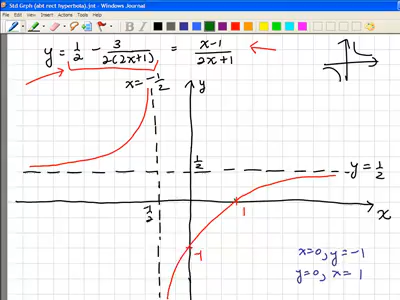 Std Grph (abt rect hyperbola).jnt - Windows Journal
File Edit View Insert Actions Tools Help
y = 1/2 - 3/2(2x+1) = x-1/2x+1
x=-1/2
y
1/2
y=1/2
-1/2
1
x
-1
x=0, y=-1
y=0, x=1